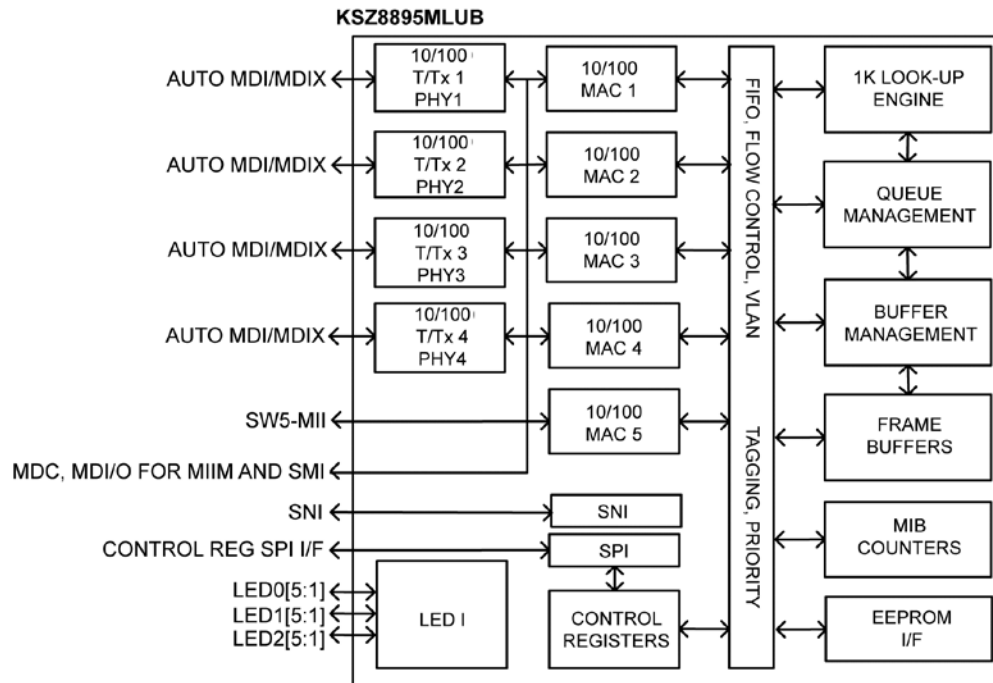 KSZ8895MLUB
AUTO MDI/MDIX
10/100
T/Tx 1
PHY1
10/100
MAC 1
1K LOOK-UP
ENGINE
AUTO MDI/MDIX
10/100
T/Tx 2
PHY2
10/100
MAC 2
QUEUE
MANAGEMENT
AUTO MDI/MDIX
10/100
T/Tx 3
PHY3
10/100
MAC 3
BUFFER
MANAGEMENT
AUTO MDI/MDIX
10/100
T/Tx 4
PHY4
10/100
MAC 4
FIFO, FLOW CONTROL, VLAN TAGGING, PRIORITY
SW5-MII
10/100
MAC 5
FRAME
BUFFERS
MDC, MDI/O FOR MIIM AND SMI
SNI
SNI
MIB
COUNTERS
CONTROL REG SPI I/F
SPI
LED0[5:1]
LED1[5:1]
LED2[5:1]
LED I
CONTROL
REGISTERS
EEPROM
I/F